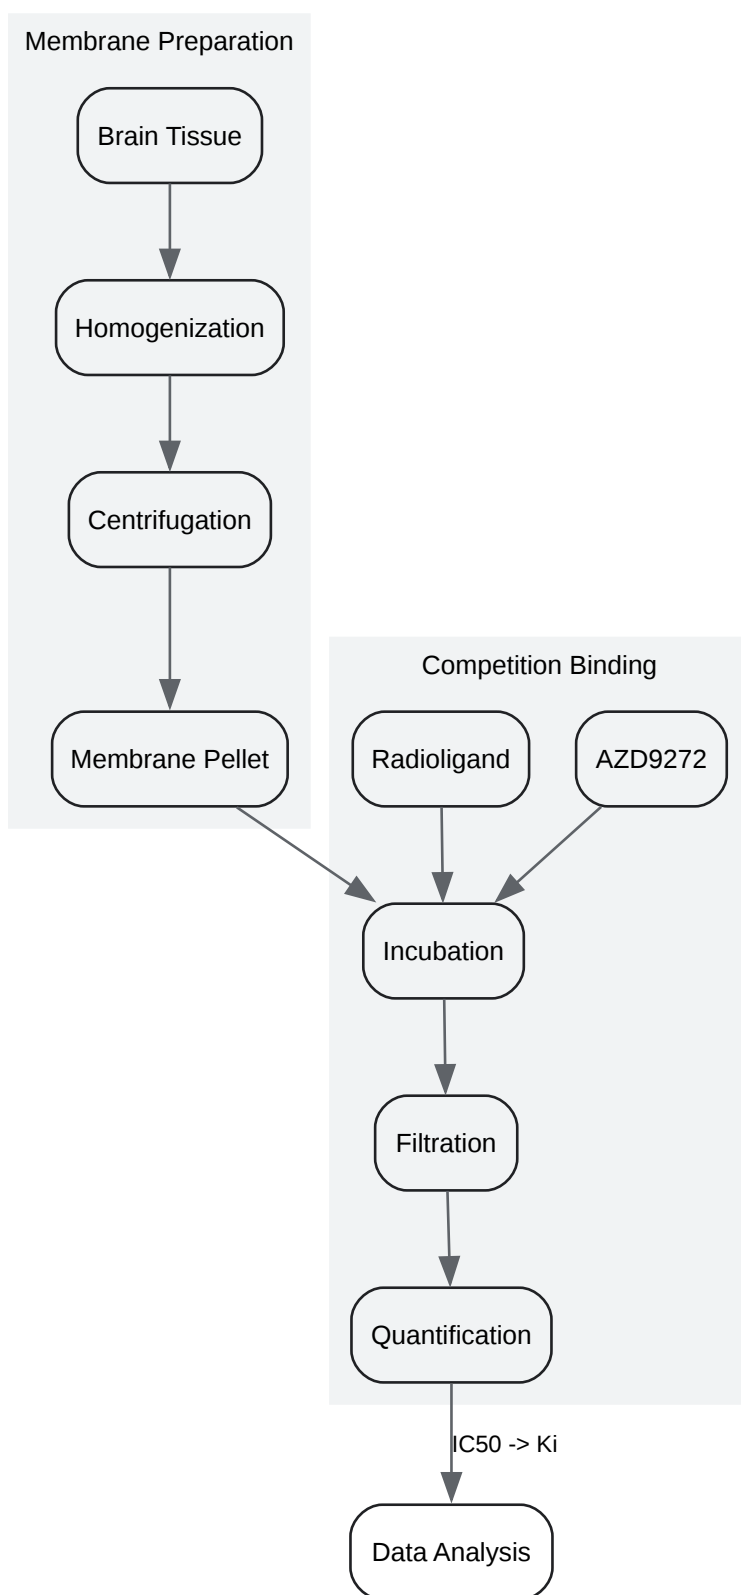 Membrane Preparation
Brain Tissue
Homogenization
Centrifugation
Membrane Pellet
Competition Binding
Radioligand
AZD9272
Incubation
Filtration
Quantification
IC50 -> Ki
Data Analysis